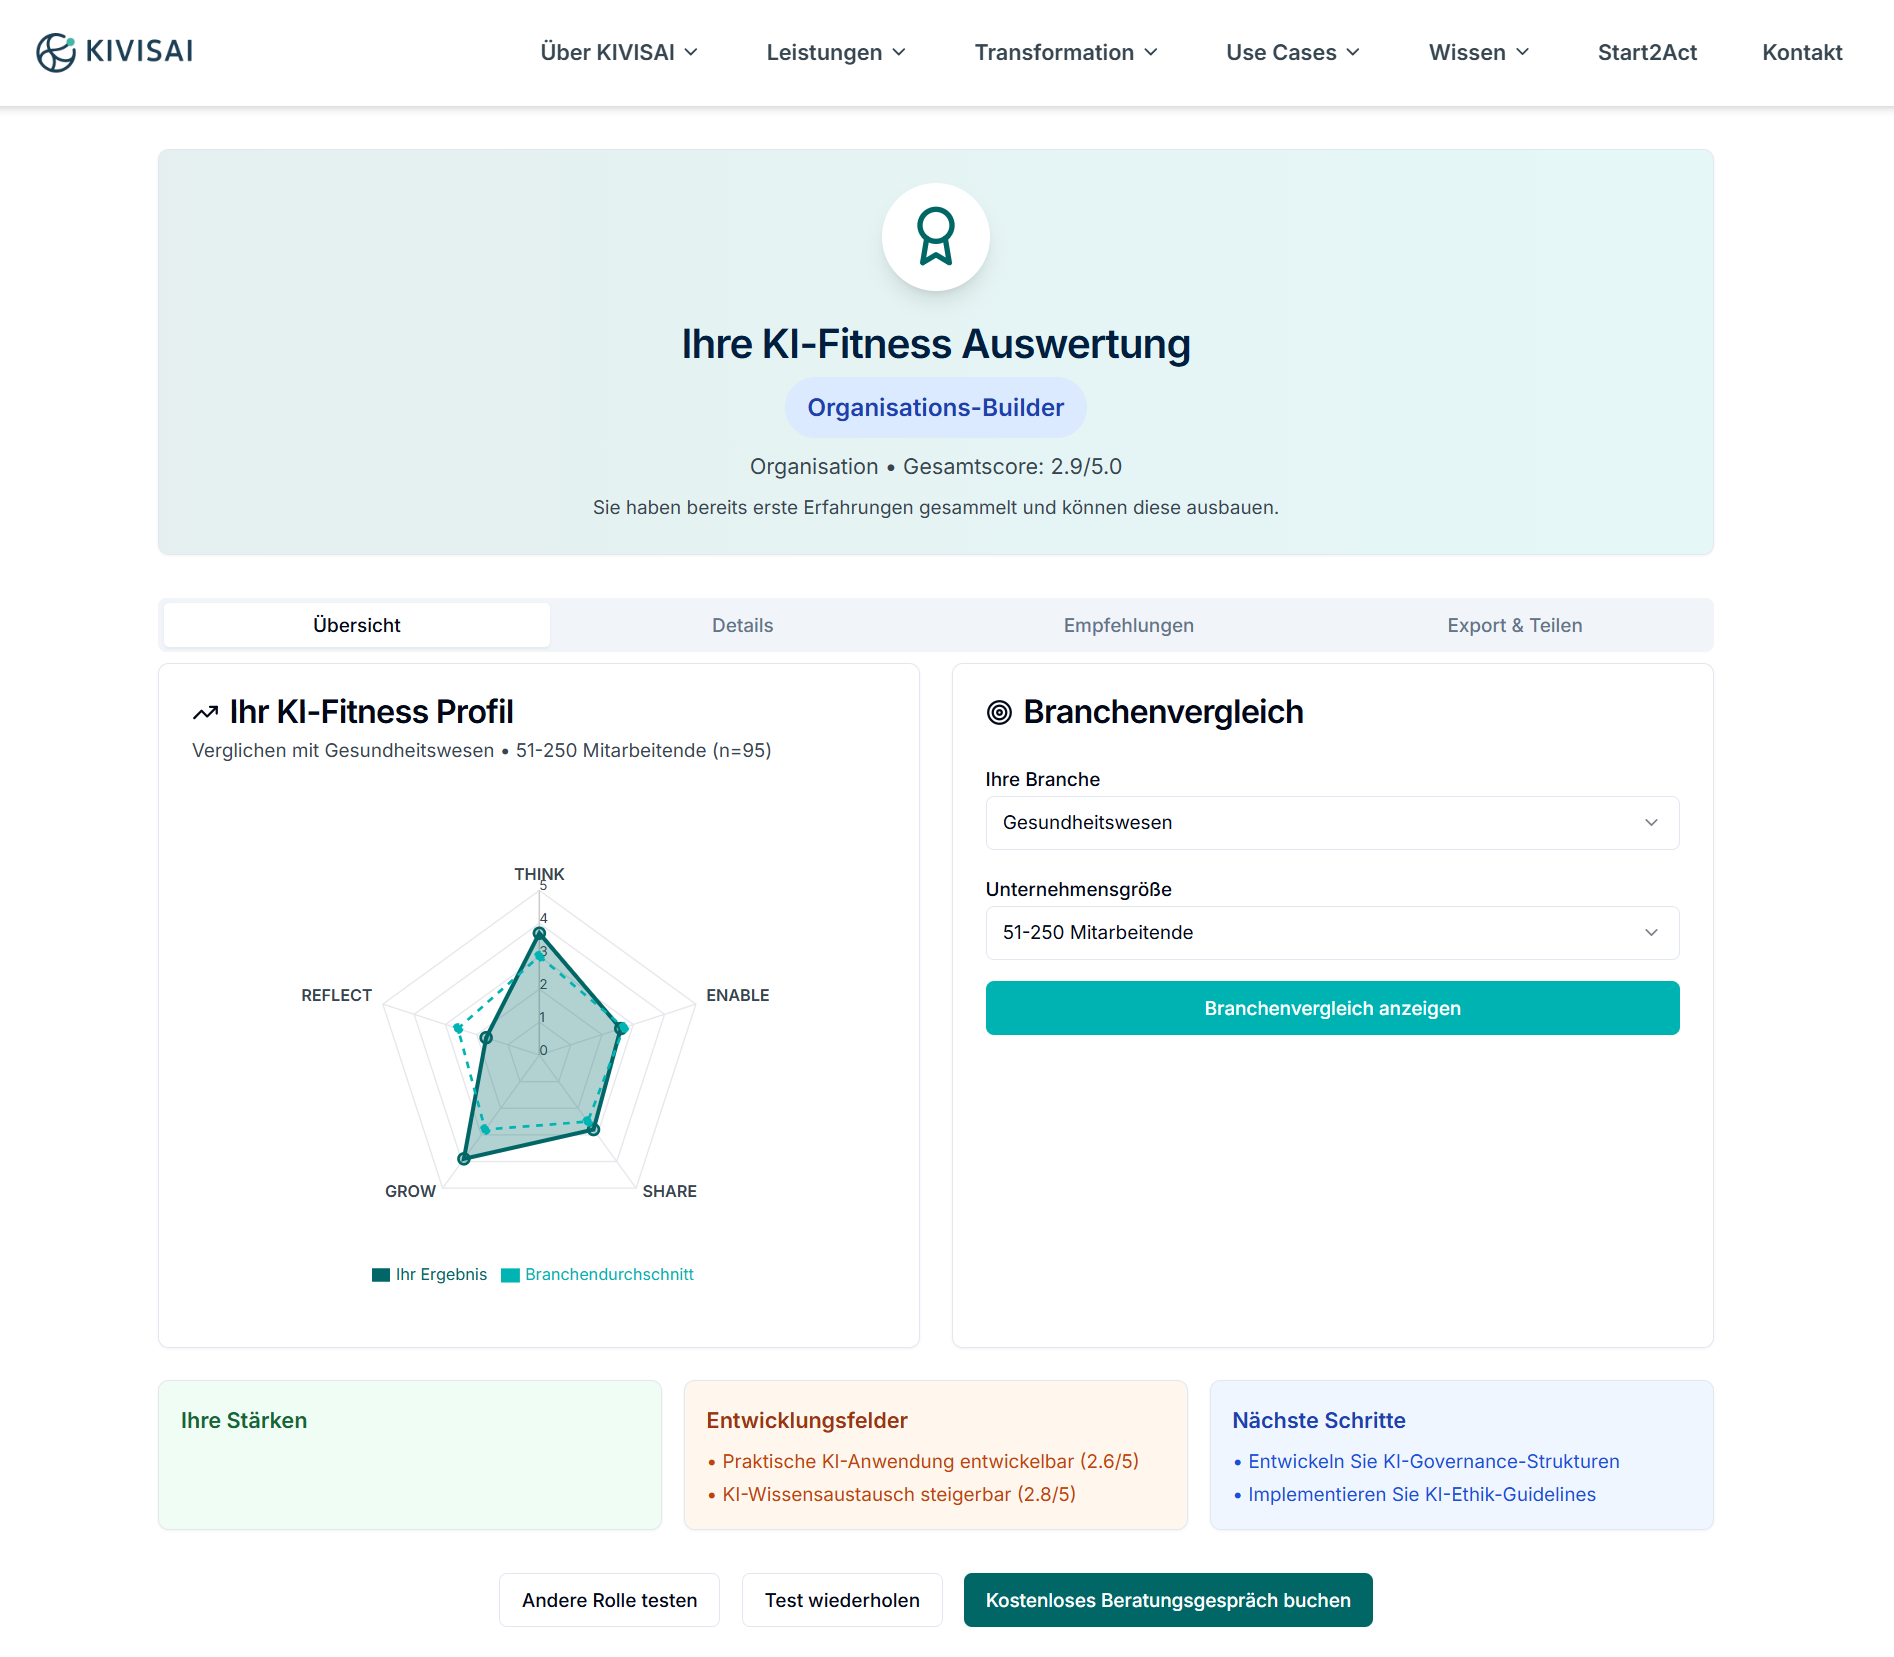 KIVISAI
Über KIVISAI
Leistungen
Transformation
Use Cases
Wissen
Start2Act
Kontakt
Ihre KI-Fitness Auswertung
Organisations-Builder
Organisation • Gesamtscore: 2.9/5.0
Sie haben bereits erste Erfahrungen gesammelt und können diese ausbauen.
Übersicht
Details
Empfehlungen
Export & Teilen
Ihr KI-Fitness Profil
Verglichen mit Gesundheitswesen • 51-250 Mitarbeitende (n=95)
THINK
5
4
3
2
1
0
REFLECT
ENABLE
GROW
SHARE
Ihr Ergebnis
Branchendurchschnitt
Branchenvergleich
Ihre Branche
Gesundheitswesen
Unternehmensgröße
51-250 Mitarbeitende
Branchenvergleich anzeigen
Ihre Stärken
Entwicklungsfelder
• Praktische KI-Anwendung entwickelbar (2.6/5)
• KI-Wissensaustausch steigerbar (2.8/5)
Nächste Schritte
• Entwickeln Sie KI-Governance-Strukturen
• Implementieren Sie KI-Ethik-Guidelines
Andere Rolle testen
Test wiederholen
Kostenloses Beratungsgespräch buchen